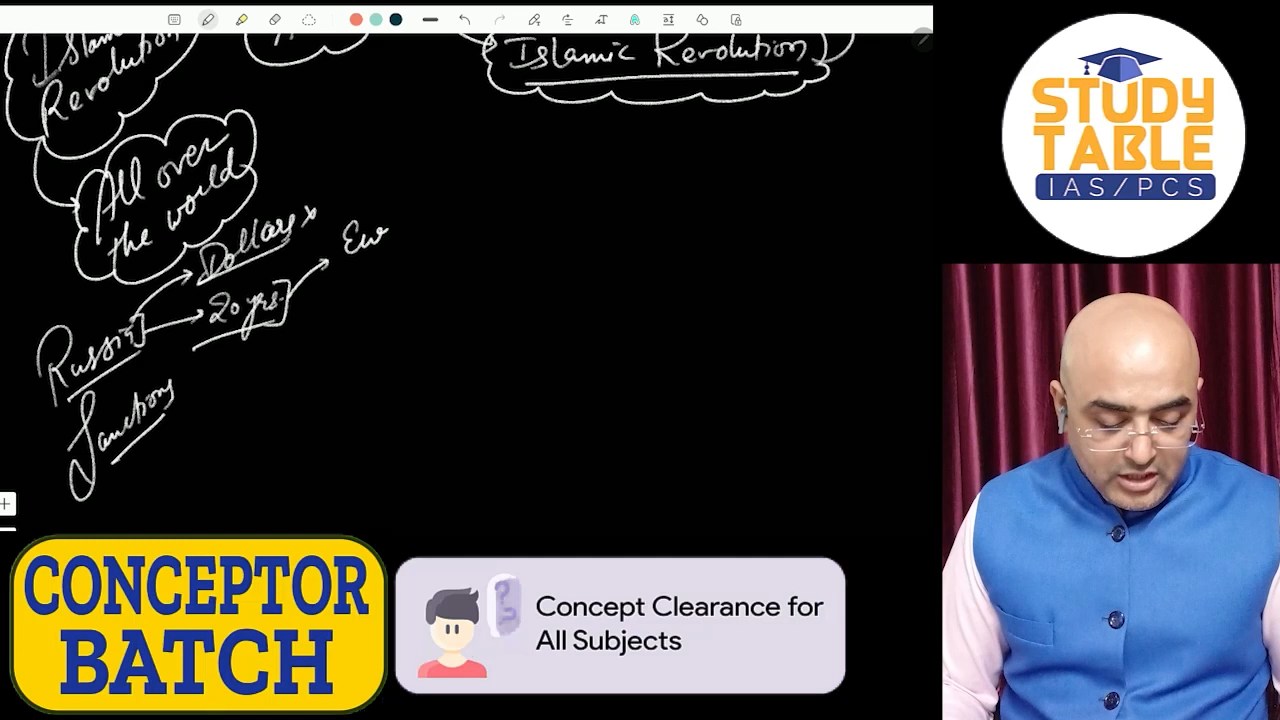 Islamic
Revolution
Islamic Revolution
All over
the world
Dollars x
20 yrs.
Eur
Russia
Sanctions
STUDY
TABLE
IAS/PCS
CONCEPTOR
BATCH
Concept Clearance for
All Subjects